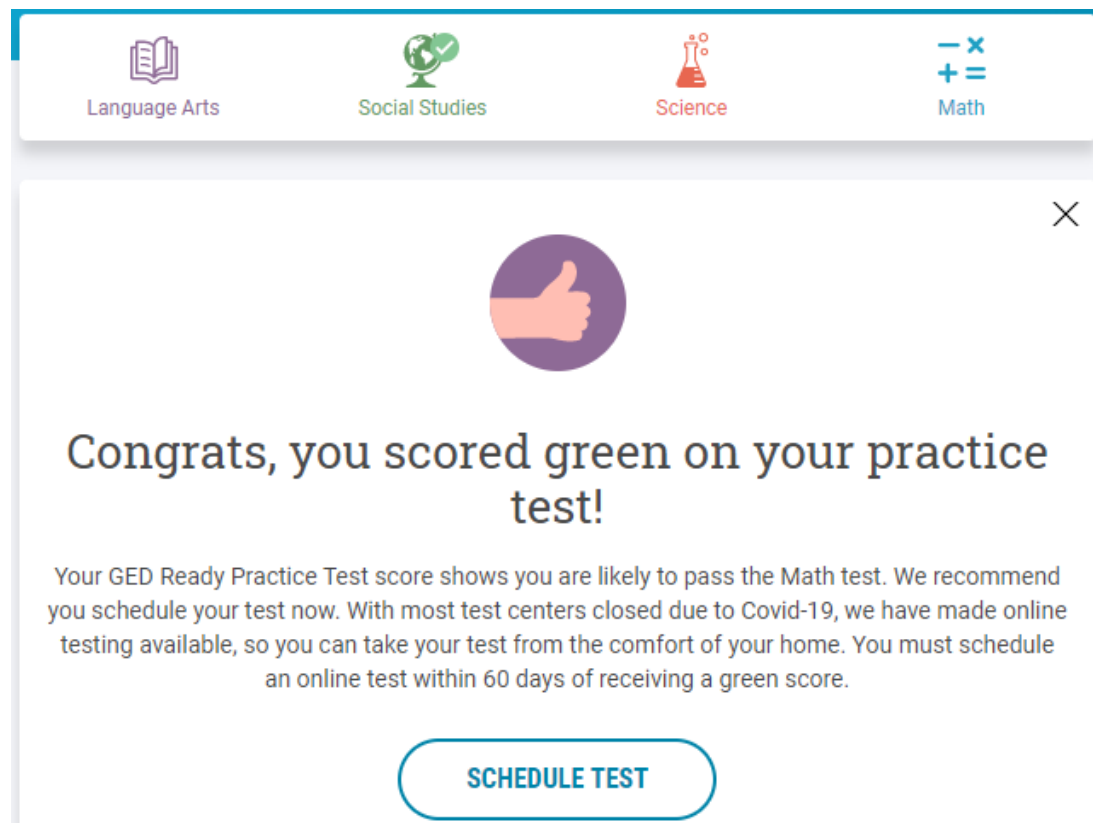 Language Arts
Social Studies
Science
Math
Congrats, you scored green on your practice
test!
Your GED Ready Practice Test score shows you are likely to pass the Math test. We recommend
you schedule your test now. With most test centers closed due to Covid-19, we have made online
testing available, so you can take your test from the comfort of your home. You must schedule
an online test within 60 days of receiving a green score.
SCHEDULE TEST